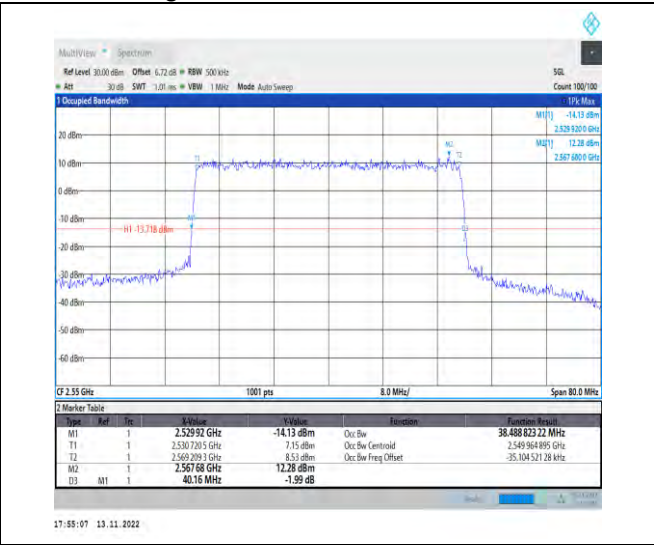 MultiView Spectrum
Ref Level 30.00 dBm Offset 6.72 dB RBW 500 kHz SGL
Att 30 dB SWT 1.01 ms VBW 1 MHz Mode Auto Sweep Count 100/100
1 Occupied Bandwidth 1Pk Max
M1[1] -14.13 dBm
2.529 920 0 GHz
M2[1] 12.28 dBm
2.567 680 0 GHz
20 dBm
M2
T1 T2
10 dBm
0 dBm
-10 dBm
H1 -13.718 dBm
M1
D3
-20 dBm
-30 dBm
-40 dBm
-50 dBm
-60 dBm
CF 2.55 GHz 1001 pts 8.0 MHz/ Span 80.0 MHz
2 Marker Table
Type Ref Trc X-Value Y-Value Function Function Result
M1 1 2.529 92 GHz -14.13 dBm Occ Bw 38.488 823 22 MHz
T1 1 2.530 720 5 GHz 7.15 dBm Occ Bw Centroid 2.549 964 895 GHz
T2 1 2.569 209 3 GHz 8.53 dBm Occ Bw Freq Offset -35.104 521 28 kHz
M2 1 2.567 68 GHz 12.28 dBm
D3 M1 1 40.16 MHz -1.99 dB
17:55:07 13.11.2022